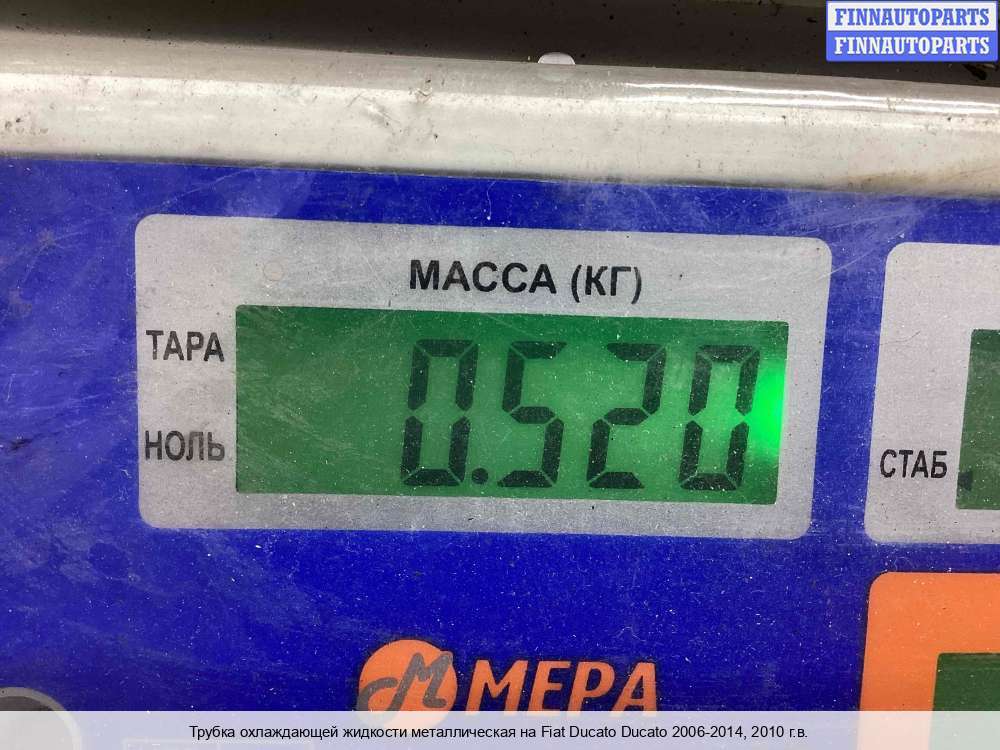 FINNAUTOPARTS
FINNAUTOPARTS
МАССА (КГ)
ТАРА
0.520
НОЛЬ
СТАБ
МЕРА
Трубка охлаждающей жидкости металлическая на Fiat Ducato Ducato 2006-2014, 2010 г.в.